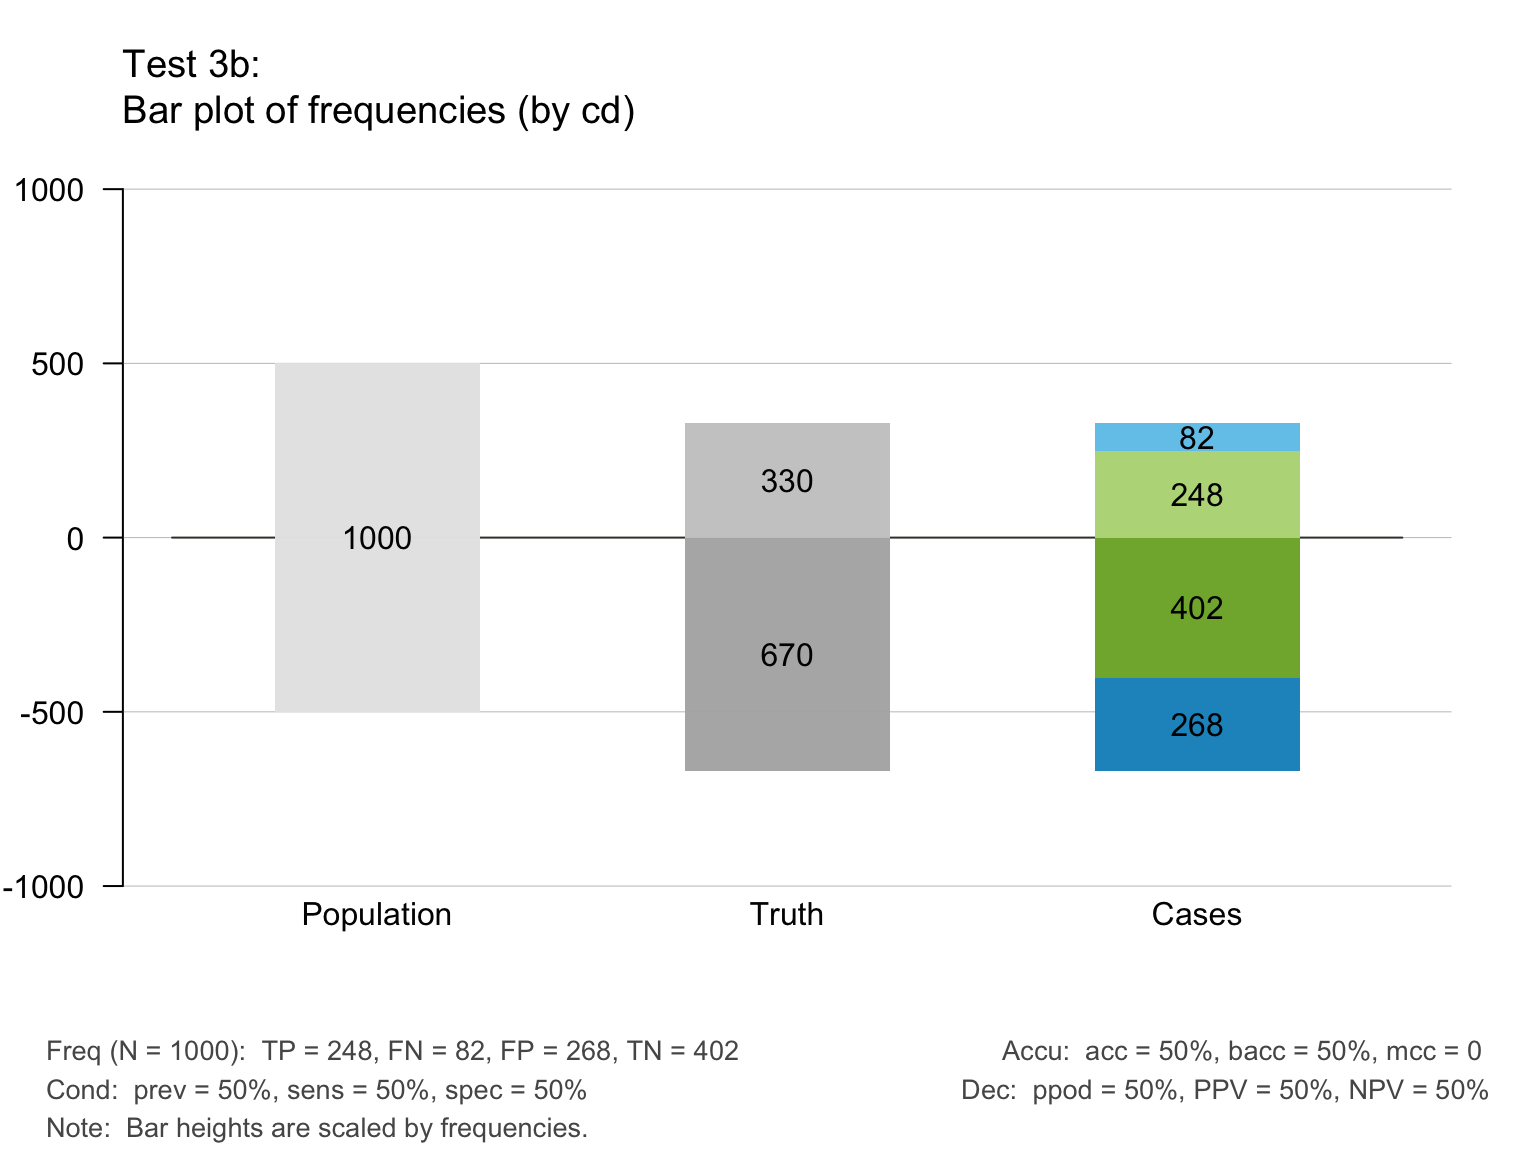 Test 3b:
Bar plot of frequencies (by cd)
1000
500
0
-500
-1000
1000
330
670
82
248
402
268
Population
Truth
Cases
Freq (N = 1000):  TP = 248, FN = 82, FP = 268, TN = 402
Cond:  prev = 50%, sens = 50%, spec = 50%
Note:  Bar heights are scaled by frequencies.
Accu:  acc = 50%, bacc = 50%, mcc = 0
Dec:  ppod = 50%, PPV = 50%, NPV = 50%